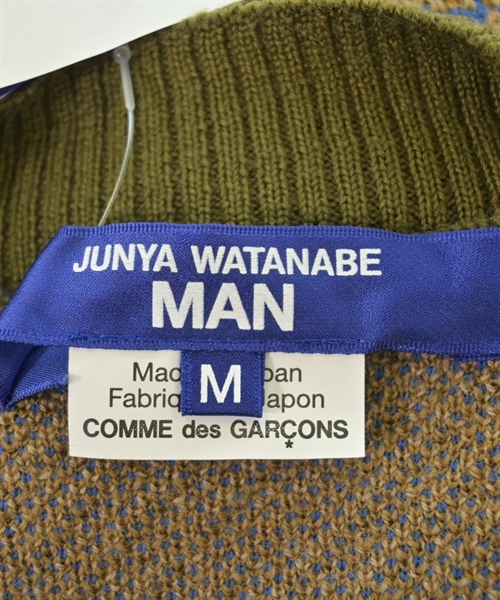 JUNYA WATANABE
MAN
M
COMME des GARÇONS
*